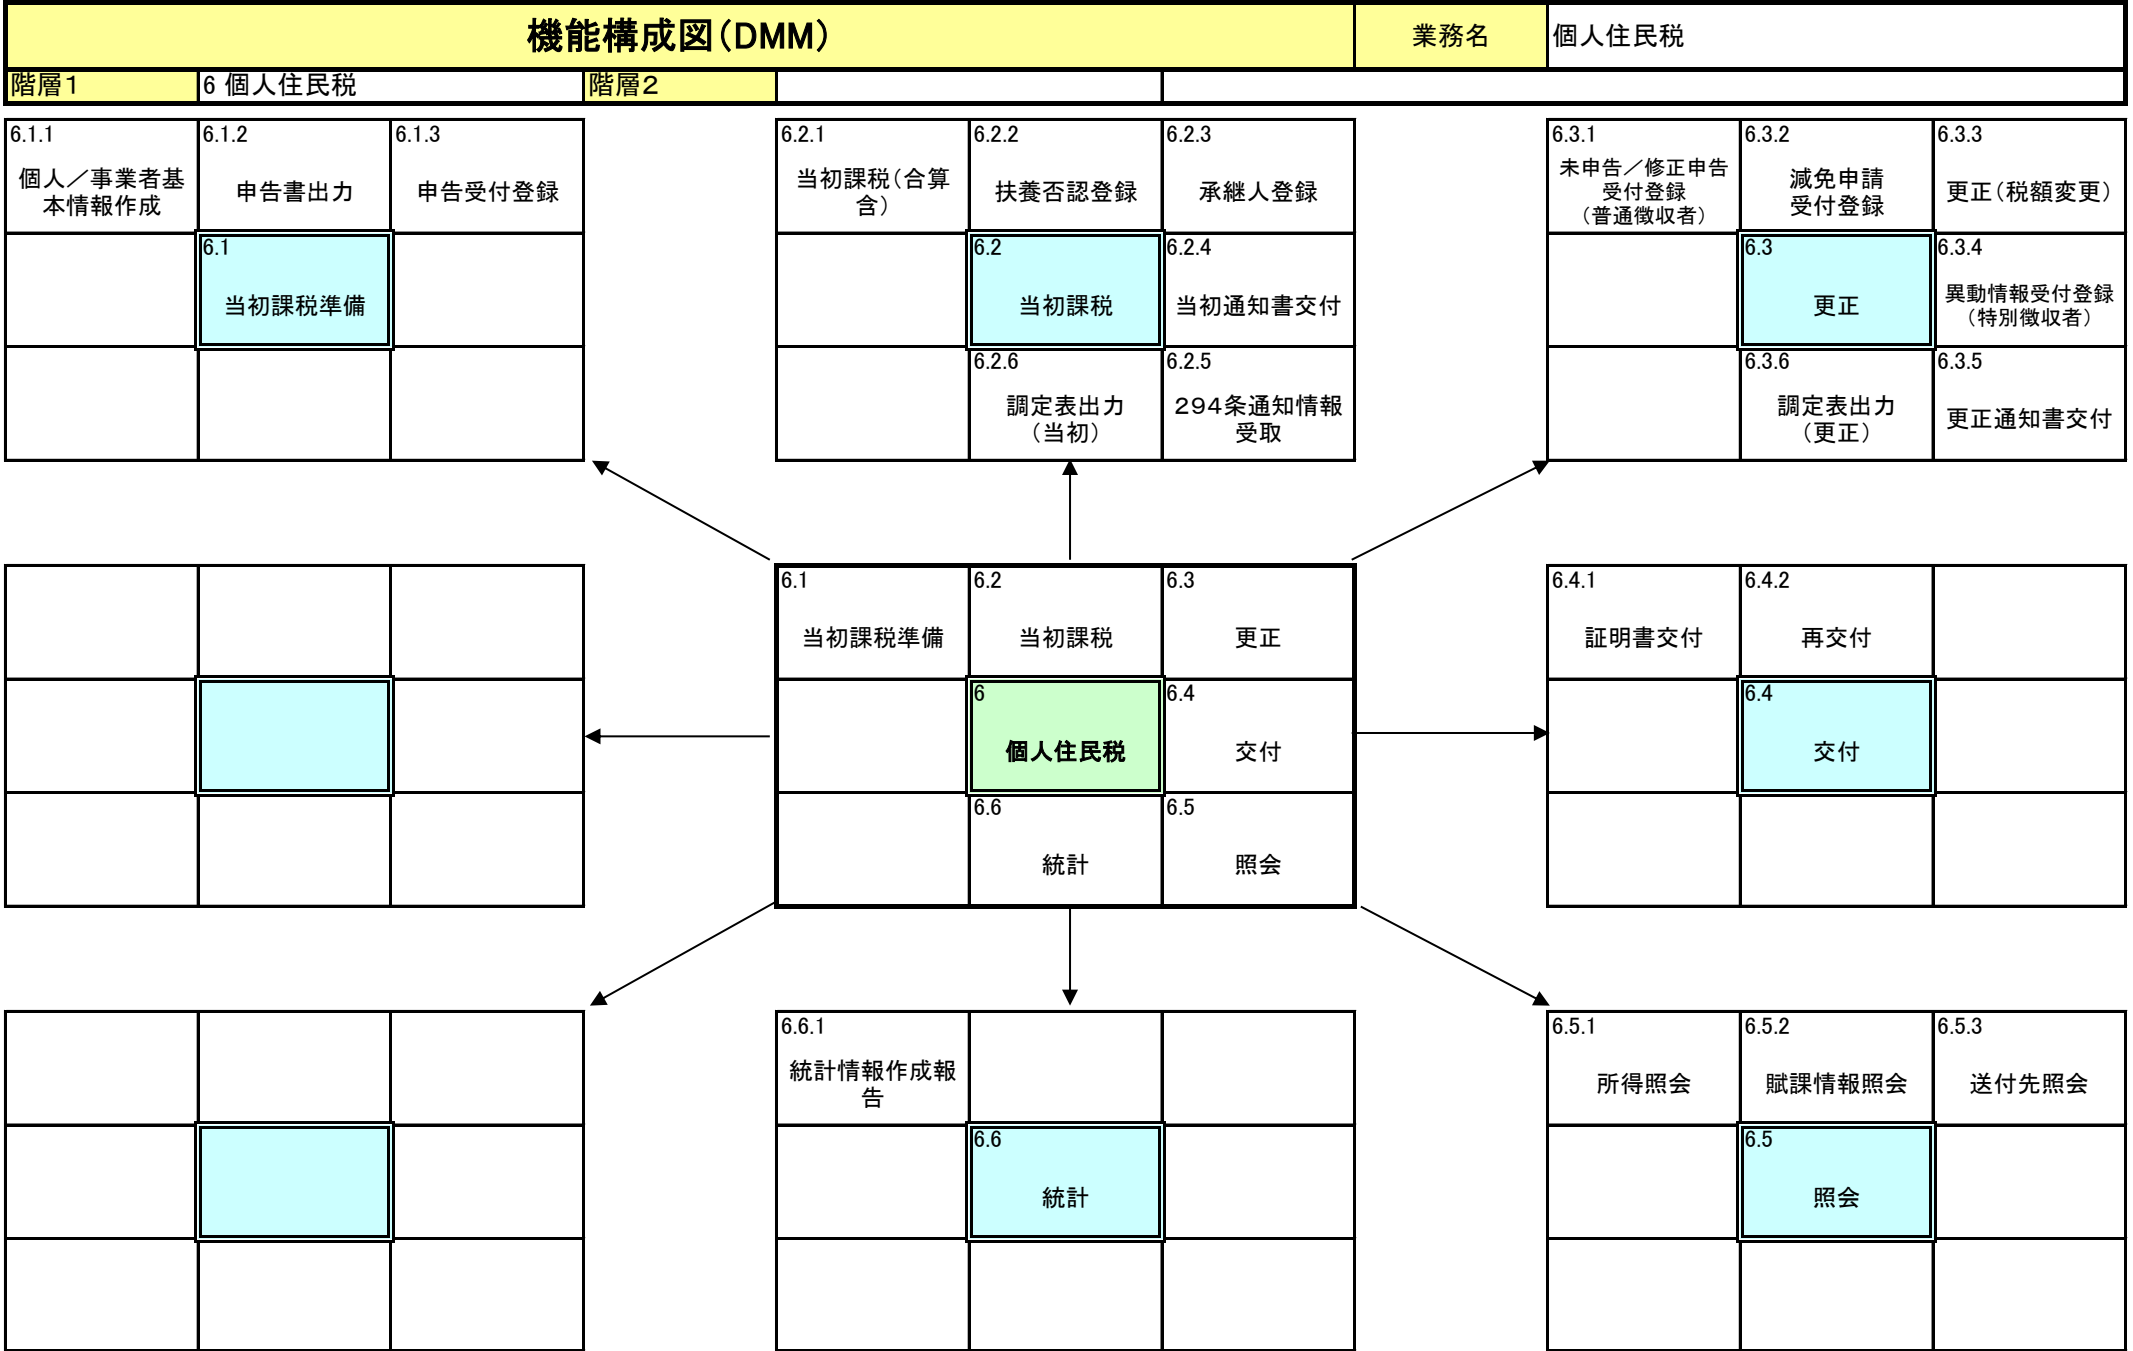 機能構成図（DMM）
業務名
個人住民税
階層１
6 個人住民税
階層２
6.1.1
個人／事業者基
本情報作成
6.1.2
申告書出力
6.1.3
申告受付登録
6.1
当初課税準備
6.2.1
当初課税（合算
含）
6.2.2
扶養否認登録
6.2.3
承継人登録
6.2
当初課税
6.2.4
当初通知書交付
6.2.6
調定表出力
（当初）
6.2.5
２９４条通知情報
受取
6.3.1
未申告／修正申告
受付登録
（普通徴収者）
6.3.2
減免申請
受付登録
6.3.3
更正（税額変更）
6.3
更正
6.3.4
異動情報受付登録
（特別徴収者）
6.3.6
調定表出力
（更正）
6.3.5
更正通知書交付
6.1
当初課税準備
6.2
当初課税
6.3
更正
6
個人住民税
6.4
交付
6.6
統計
6.5
照会
6.4.1
証明書交付
6.4.2
再交付
6.4
交付
6.6.1
統計情報作成報
告
6.6
統計
6.5.1
所得照会
6.5.2
賦課情報照会
6.5.3
送付先照会
6.5
照会